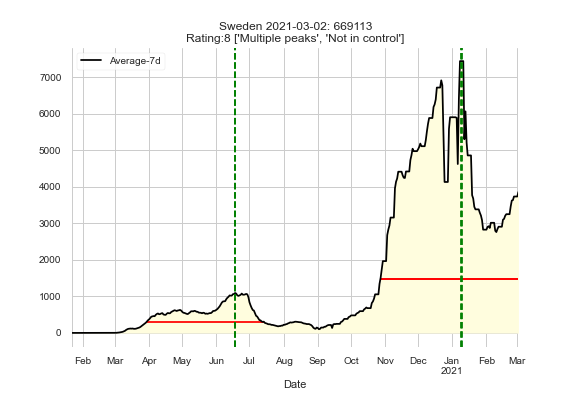 Sweden 2021-03-02: 669113
Rating:8 ['Multiple peaks', 'Not in control']
Average-7d
7000
6000
5000
4000
3000
2000
1000
0
Feb Mar Apr May Jun Jul Aug Sep Oct Nov Dec Jan Feb Mar
2021
Date